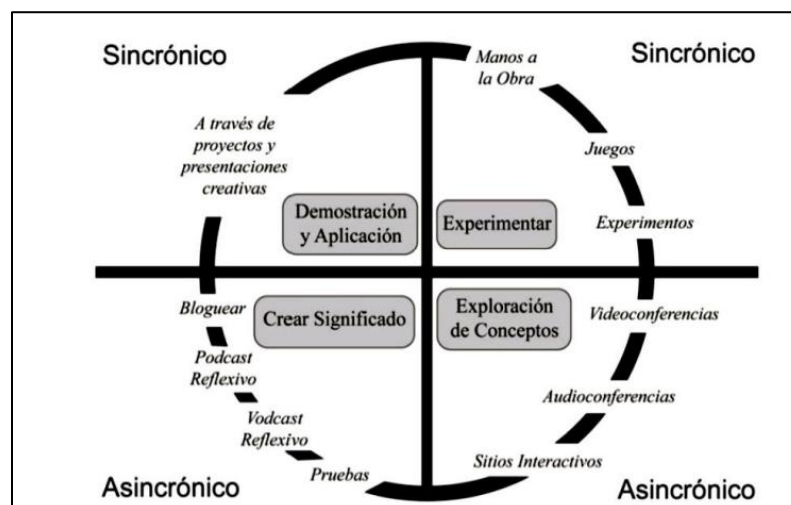 Sincrónico
Sincrónico
Manos a
la Obra
Juegos
Experimentos
A través de
proyectos y
presentaciones
creativas
Demostración
y Aplicación
Experimentar
Crear Significado
Exploración
de Conceptos
Bloguear
Podcast
Reflexivo
Vodcast
Reflexivo
Pruebas
Videoconferencias
Audioconferencias
Sitios Interactivos
Asincrónico
Asincrónico